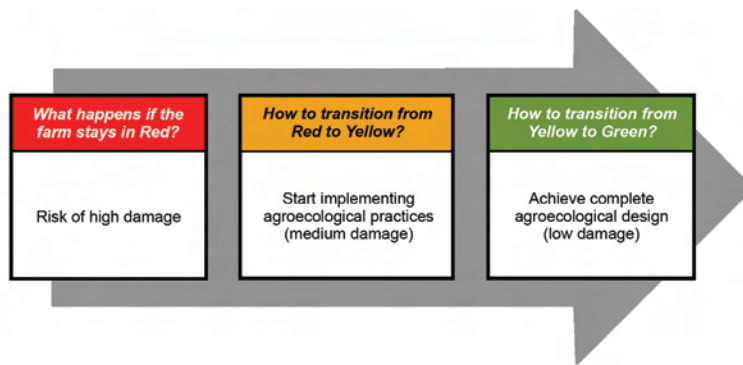 What happens if the
farm stays in Red?
Risk of high damage
How to transition from
Red to Yellow?
Start implementing
agroecological practices
(medium damage)
How to transition from
Yellow to Green?
Achieve complete
agroecological design
(low damage)